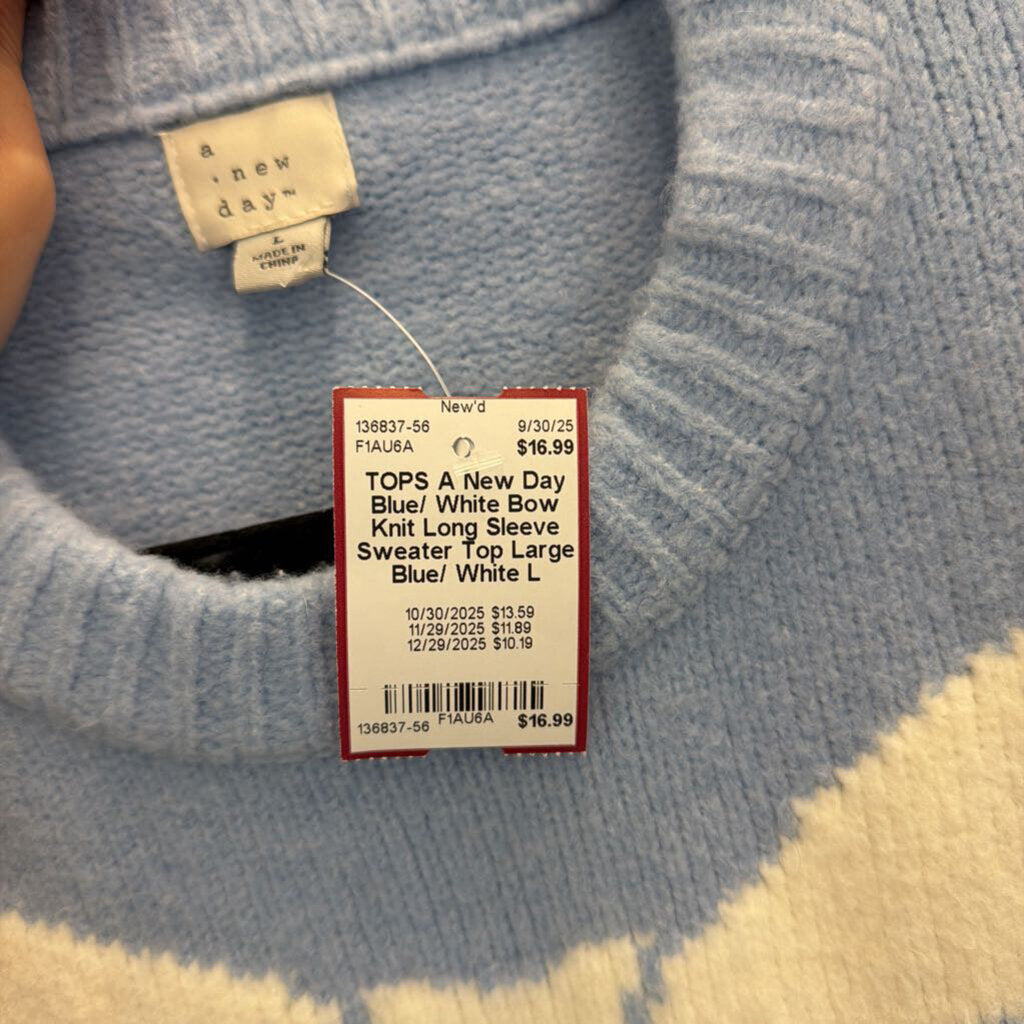 a
new
day™
L
MADE IN
CHINA
New'd
136837-56 9/30/25
F1AU6A $16.99
TOPS A New Day
Blue/ White Bow
Knit Long Sleeve
Sweater Top Large
Blue/ White L
10/30/2025 $13.59
11/29/2025 $11.89
12/29/2025 $10.19
136837-56 F1AU6A $16.99